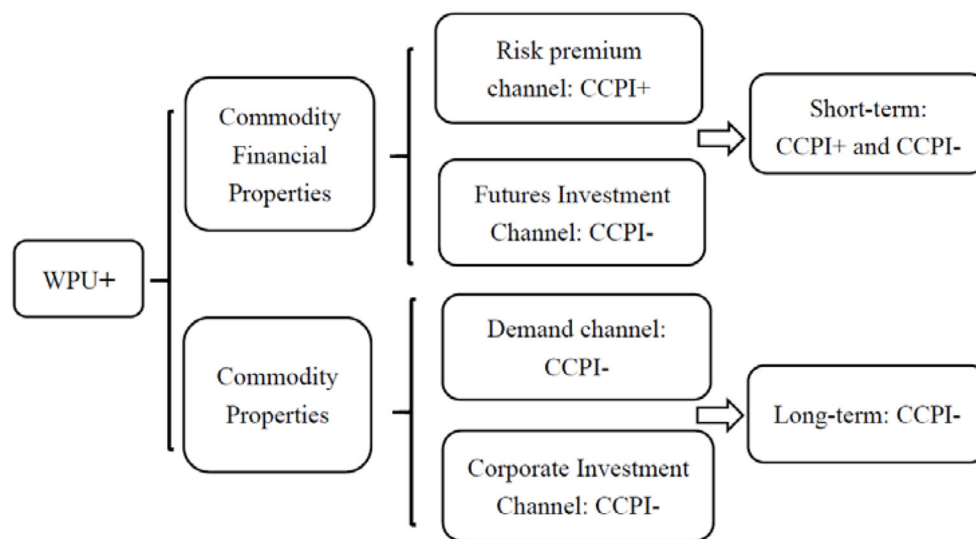 WPU+
Commodity
Financial
Properties
Risk premium
channel: CCPI+
Futures Investment
Channel: CCPI-
Short-term:
CCPI+ and CCPI-
Commodity
Properties
Demand channel:
CCPI-
Corporate Investment
Channel: CCPI-
Long-term: CCPI-